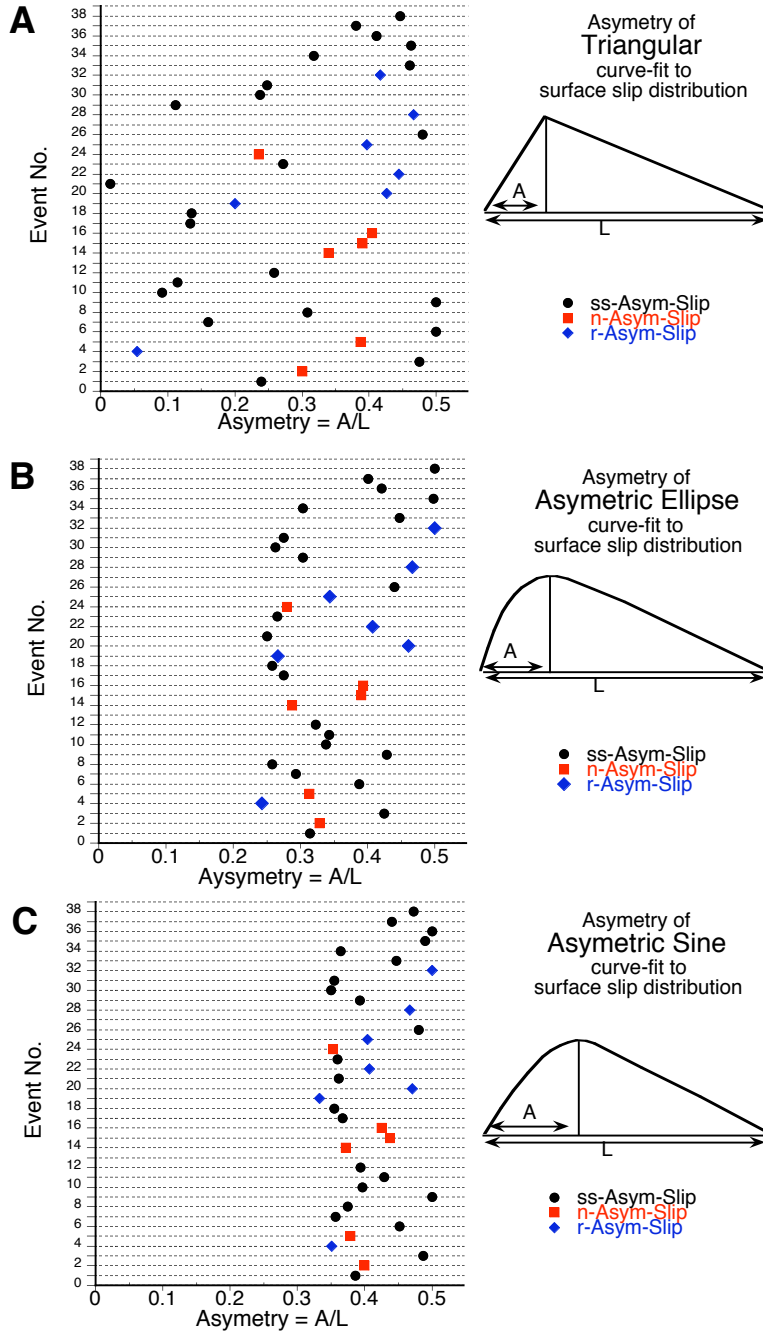 A
Event No.
38
36
34
32
30
28
26
24
22
20
18
16
14
12
10
8
6
4
2
0
0
0.1
0.2
0.3
0.4
0.5
Asymetry = A/L
Asymetry of
Triangular
curve-fit to
surface slip distribution
A
L
ss-Asym-Slip
n-Asym-Slip
r-Asym-Slip
B
Event No.
38
36
34
32
30
28
26
24
22
20
18
16
14
12
10
8
6
4
2
0
0
0.1
0.2
0.3
0.4
0.5
Aysymetry = A/L
Asymetry of
Asymetric Ellipse
curve-fit to
surface slip distribution
A
L
ss-Asym-Slip
n-Asym-Slip
r-Asym-Slip
C
Event No.
38
36
34
32
30
28
26
24
22
20
18
16
14
12
10
8
6
4
2
0
0
0.1
0.2
0.3
0.4
0.5
Asymetry = A/L
Asymetry of
Asymetric Sine
curve-fit to
surface slip distribution
A
L
ss-Asym-Slip
n-Asym-Slip
r-Asym-Slip